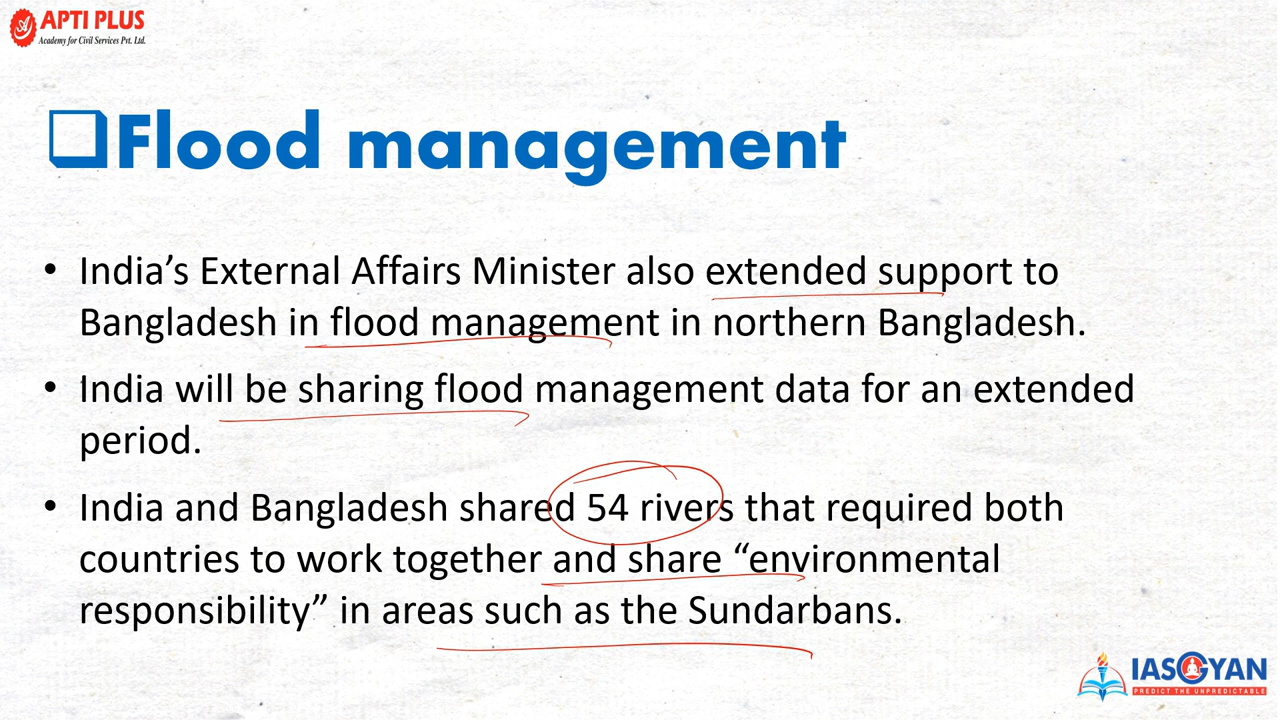 APTI PLUS
Academy for Civil Services Pvt. Ltd.
Flood management
• India’s External Affairs Minister also extended support to
Bangladesh in flood management in northern Bangladesh.
• India will be sharing flood management data for an extended
period.
• India and Bangladesh shared 54 rivers that required both
countries to work together and share “environmental
responsibility” in areas such as the Sundarbans.
IASGYAN
PREDICT THE UNPREDICTABLE